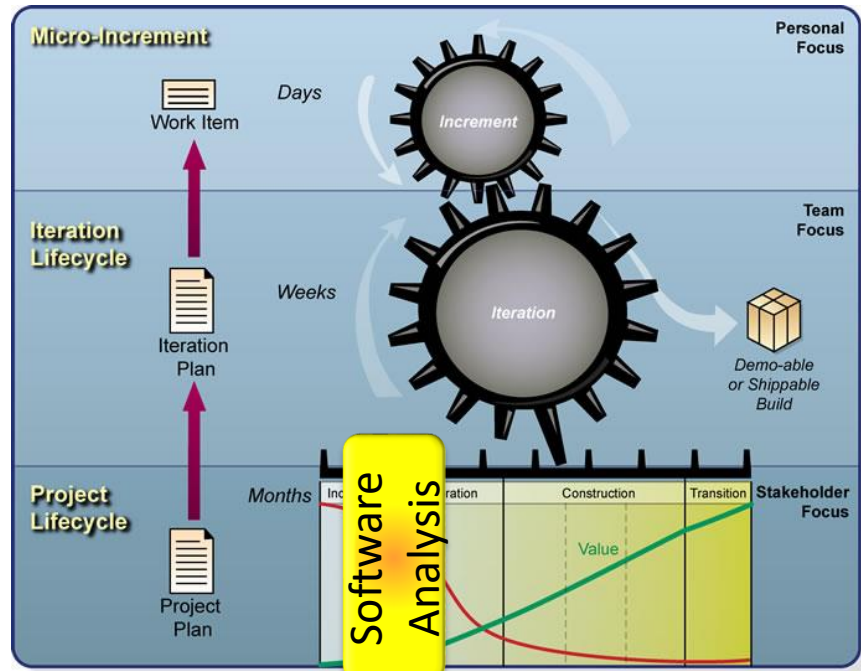 Micro-Increment
Personal
Focus
Days
Work Item
Increment
Iteration
Lifecycle
Team
Focus
Weeks
Iteration
Plan
Iteration
Demo-able
or Shippable
Build
Project
Lifecycle
Months
Construction
Transition
Stakeholder
Focus
Value
Project
Plan
Software
Analysis